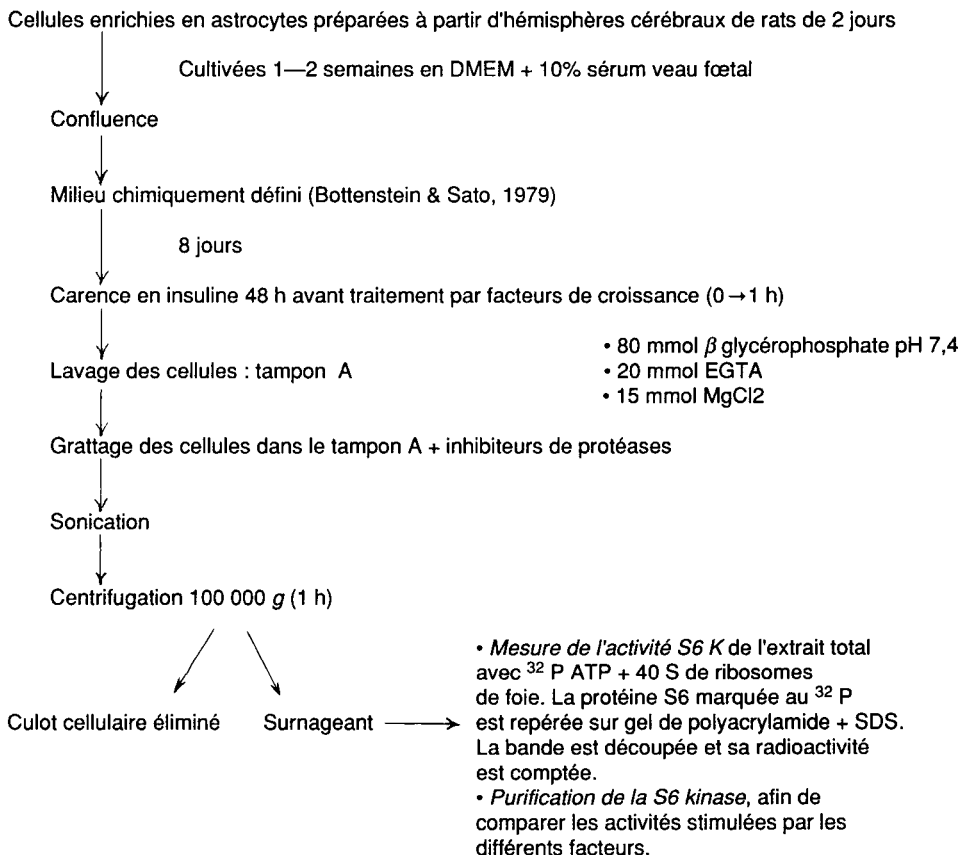 Cellules enrichies en astrocytes préparées à partir d'hémisphères cérébraux de rats de 2 jours
Cultivées 1—2 semaines en DMEM + 10% sérum veau fœtal
Confluence
Milieu chimiquement défini (Bottenstein & Sato, 1979)
8 jours
Carence en insuline 48 h avant traitement par facteurs de croissance (0→1 h)
Lavage des cellules : tampon A
• 80 mmol β glycérophosphate pH 7,4
• 20 mmol EGTA
• 15 mmol MgCl2
Grattage des cellules dans le tampon A + inhibiteurs de protéases
Sonication
Centrifugation 100 000 g (1 h)
Culot cellulaire éliminé
Surnageant
• Mesure de l'activité S6 K de l'extrait total
avec 32 P ATP + 40 S de ribosomes
de foie. La protéine S6 marquée au 32 P
est repérée sur gel de polyacrylamide + SDS.
La bande est découpée et sa radioactivité
est comptée.
• Purification de la S6 kinase, afin de
comparer les activités stimulées par les
différents facteurs.